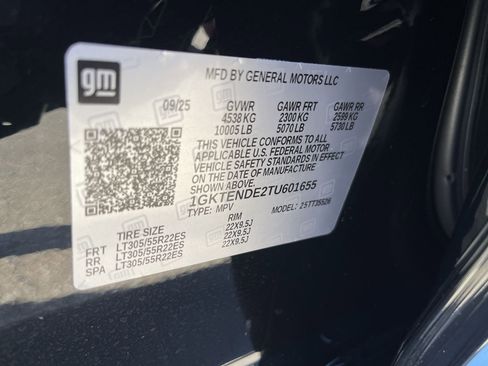 gm
MFD BY GENERAL MOTORS LLC
09/25 GVWR GAWR FRT GAWR RR
4538 KG 2300 KG 2599 KG
10005 LB 5070 LB 5730 LB
THIS VEHICLE CONFORMS TO ALL
APPLICABLE U.S. FEDERAL MOTOR
VEHICLE SAFETY STANDARDS IN EFFECT
ON THE DATE OF MANUFACTURE SHOWN ABOVE
1GKTENDE2TU601655
TYPE: MPV MODEL:
TIRE SIZE RIM
FRT LT305/55R22ES 22X9.5J
RR LT305/55R22ES 22X9.5J
SPA LT305/55R22ES 22X9.5J